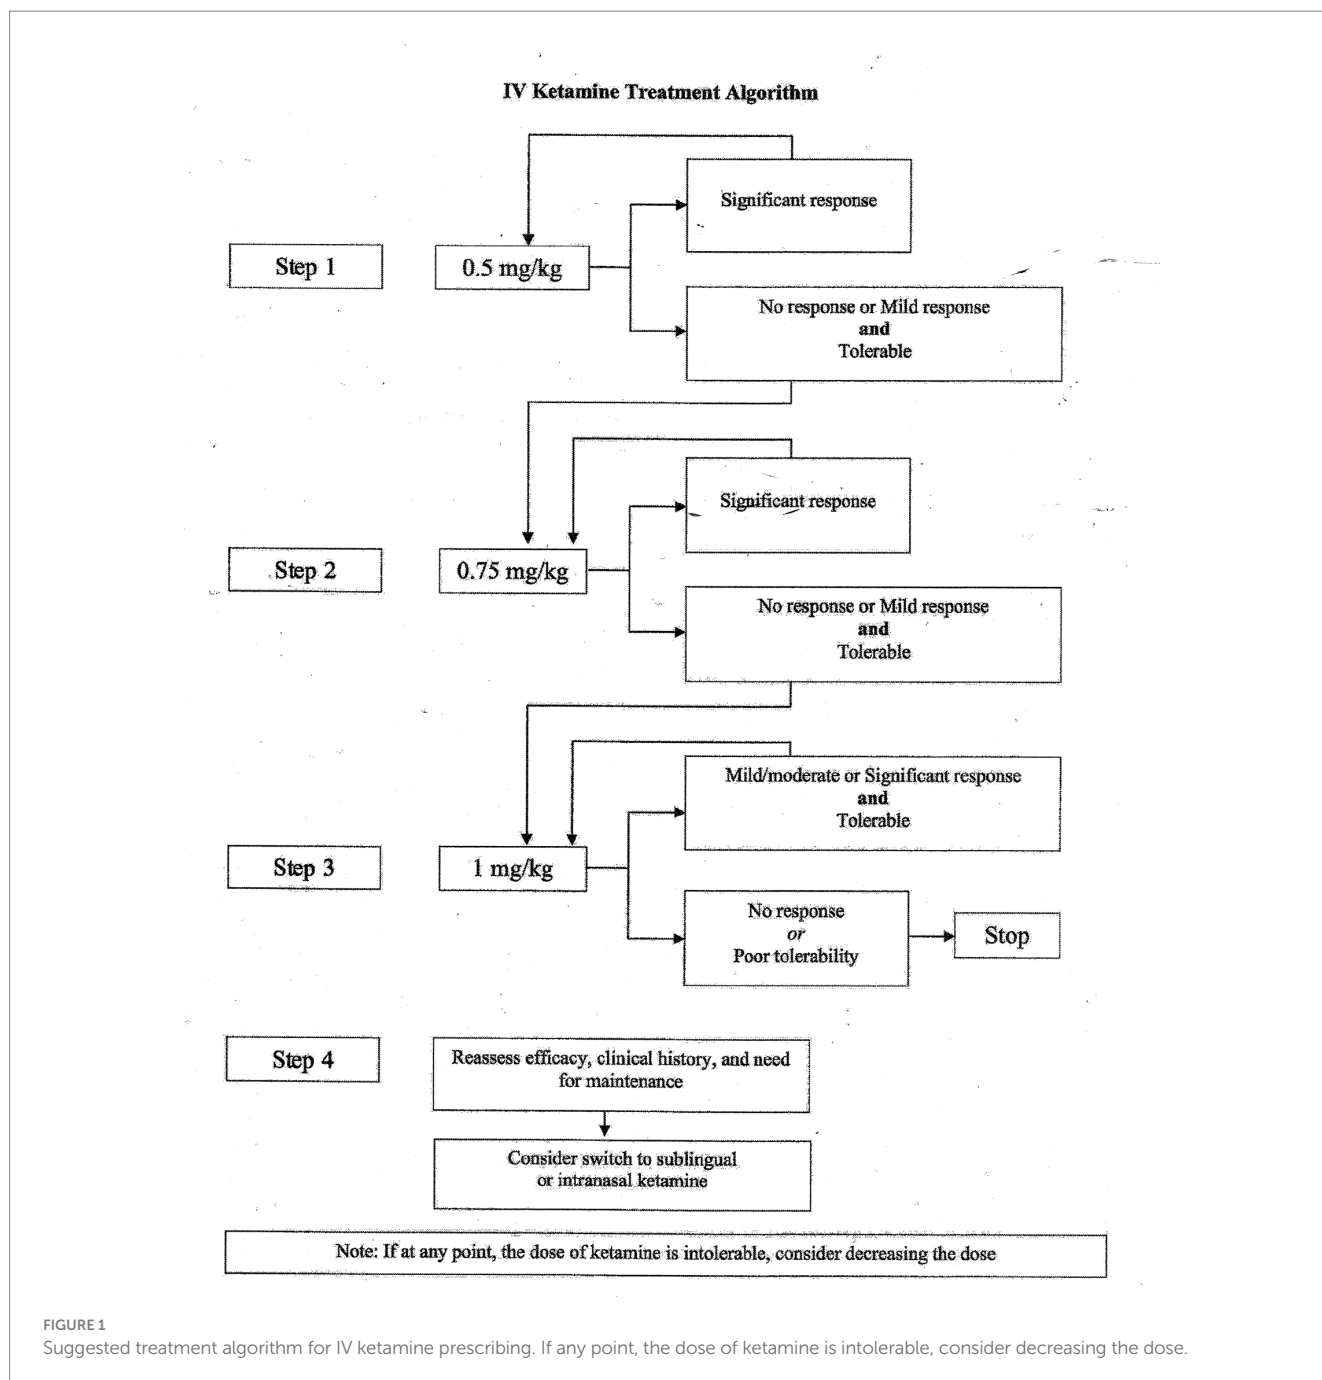 IV Ketamine Treatment Algorithm
Significant response
Step 1
0.5 mg/kg
No response or Mild response
and
Tolerable
Significant response
Step 2
0.75 mg/kg
No response or Mild response
and
Tolerable
Mild/moderate or Significant response
and
Tolerable
Step 3
1 mg/kg
No response
or
Poor tolerability
Stop
Step 4
Reassess efficacy, clinical history, and need
for maintenance
Consider switch to sublingual
or intranasal ketamine
Note: If at any point, the dose of ketamine is intolerable, consider decreasing the dose
FIGURE 1
Suggested treatment algorithm for IV ketamine prescribing. If any point, the dose of ketamine is intolerable, consider decreasing the dose.